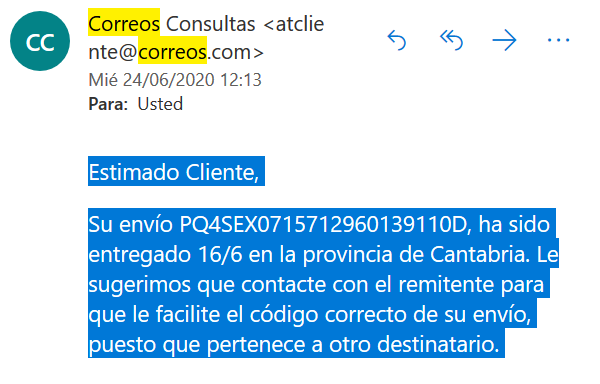 CC
Correos Consultas <atclie
nte@correos.com>
Mié 24/06/2020 12:13
Para: Usted
Estimado Cliente,
Su envío PQ4SEX0715712960139110D, ha sido
entregado 16/6 en la provincia de Cantabria. Le
sugerimos que contacte con el remitente para
que le facilite el código correcto de su envío,
puesto que pertenece a otro destinatario.